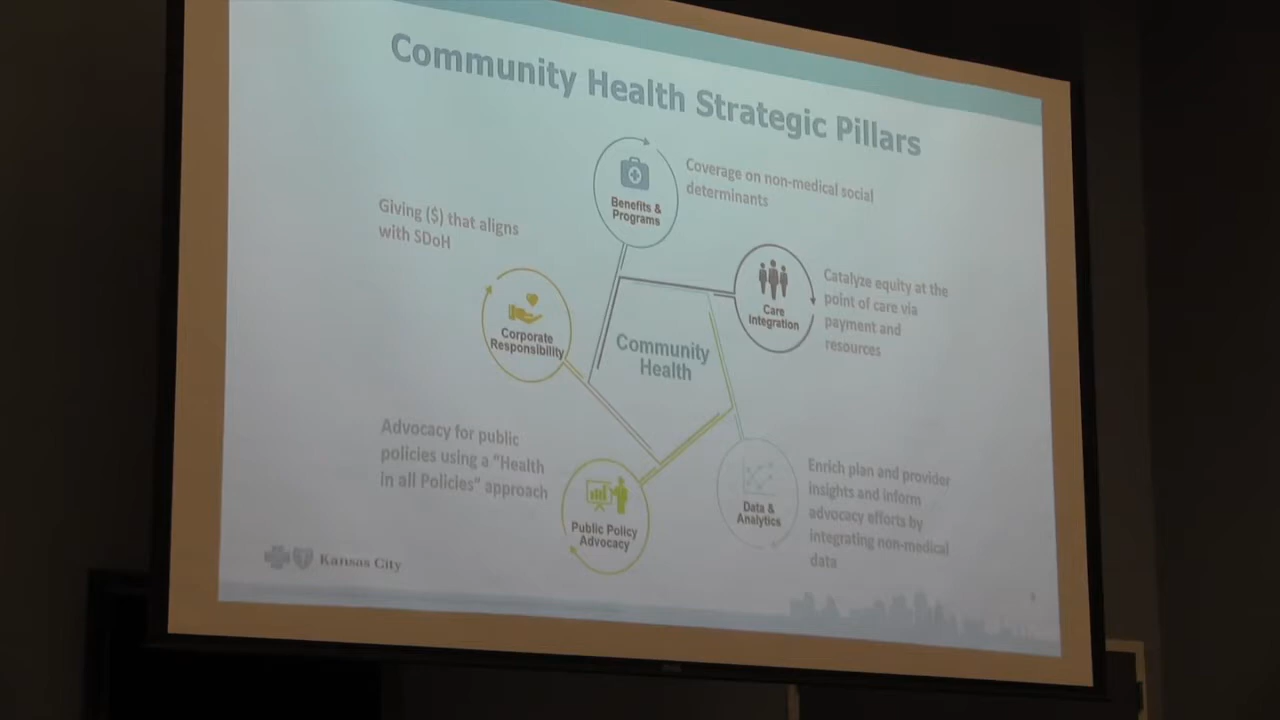 Community Health Strategic Pillars
Benefits &
Programs
Coverage on non-medical social
determinants
Giving ($) that aligns
with SDoH
Corporate
Responsibility
Care
Integration
Catalyze equity at the
point of care via
payment and
resources
Community
Health
Advocacy for public
policies using a "Health
in all Policies" approach
Public Policy
Advocacy
Data &
Analytics
Enrich plan and provider
insights and inform
advocacy efforts by
integrating non-medical
data
Kansas City